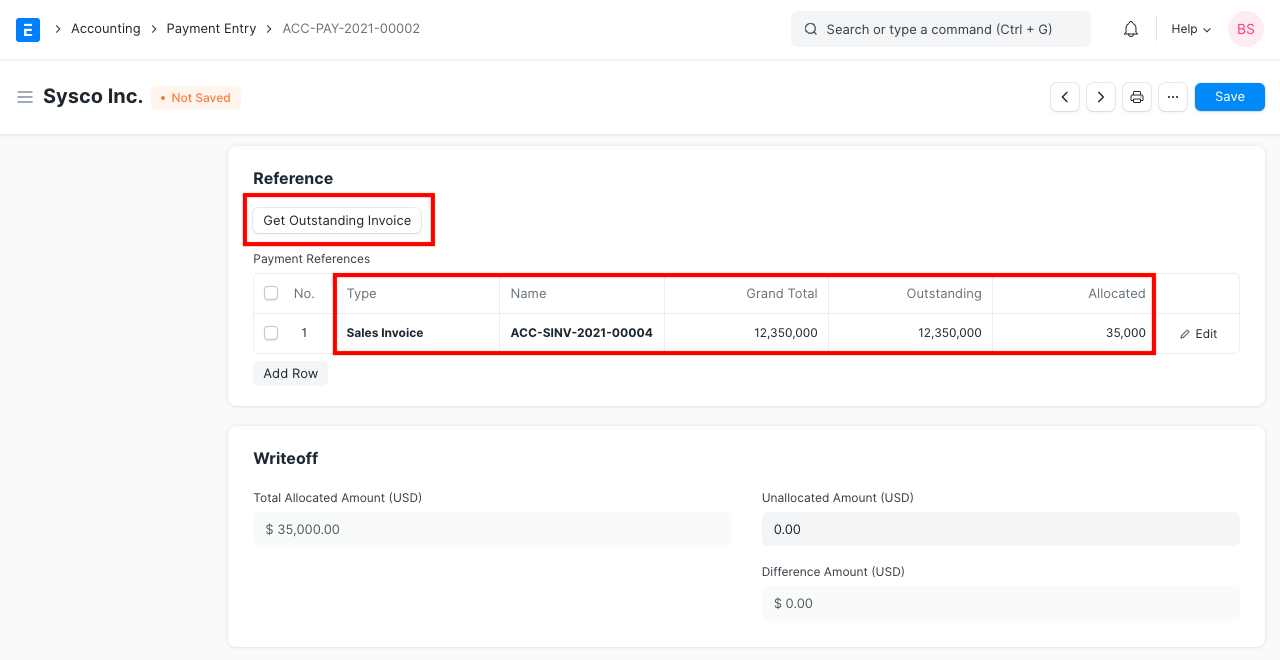 E
Accounting
Payment Entry
ACC-PAY-2021-00002
Search or type a command (Ctrl + G)
Help
BS
Sysco Inc.
Not Saved
Save
Reference
Get Outstanding Invoice
Payment References
No. Type Name Grand Total Outstanding Allocated
1 Sales Invoice ACC-SINV-2021-00004 12,350,000 12,350,000 35,000 Edit
Add Row
Writeoff
Total Allocated Amount (USD)
$ 35,000.00
Unallocated Amount (USD)
0.00
Difference Amount (USD)
$ 0.00